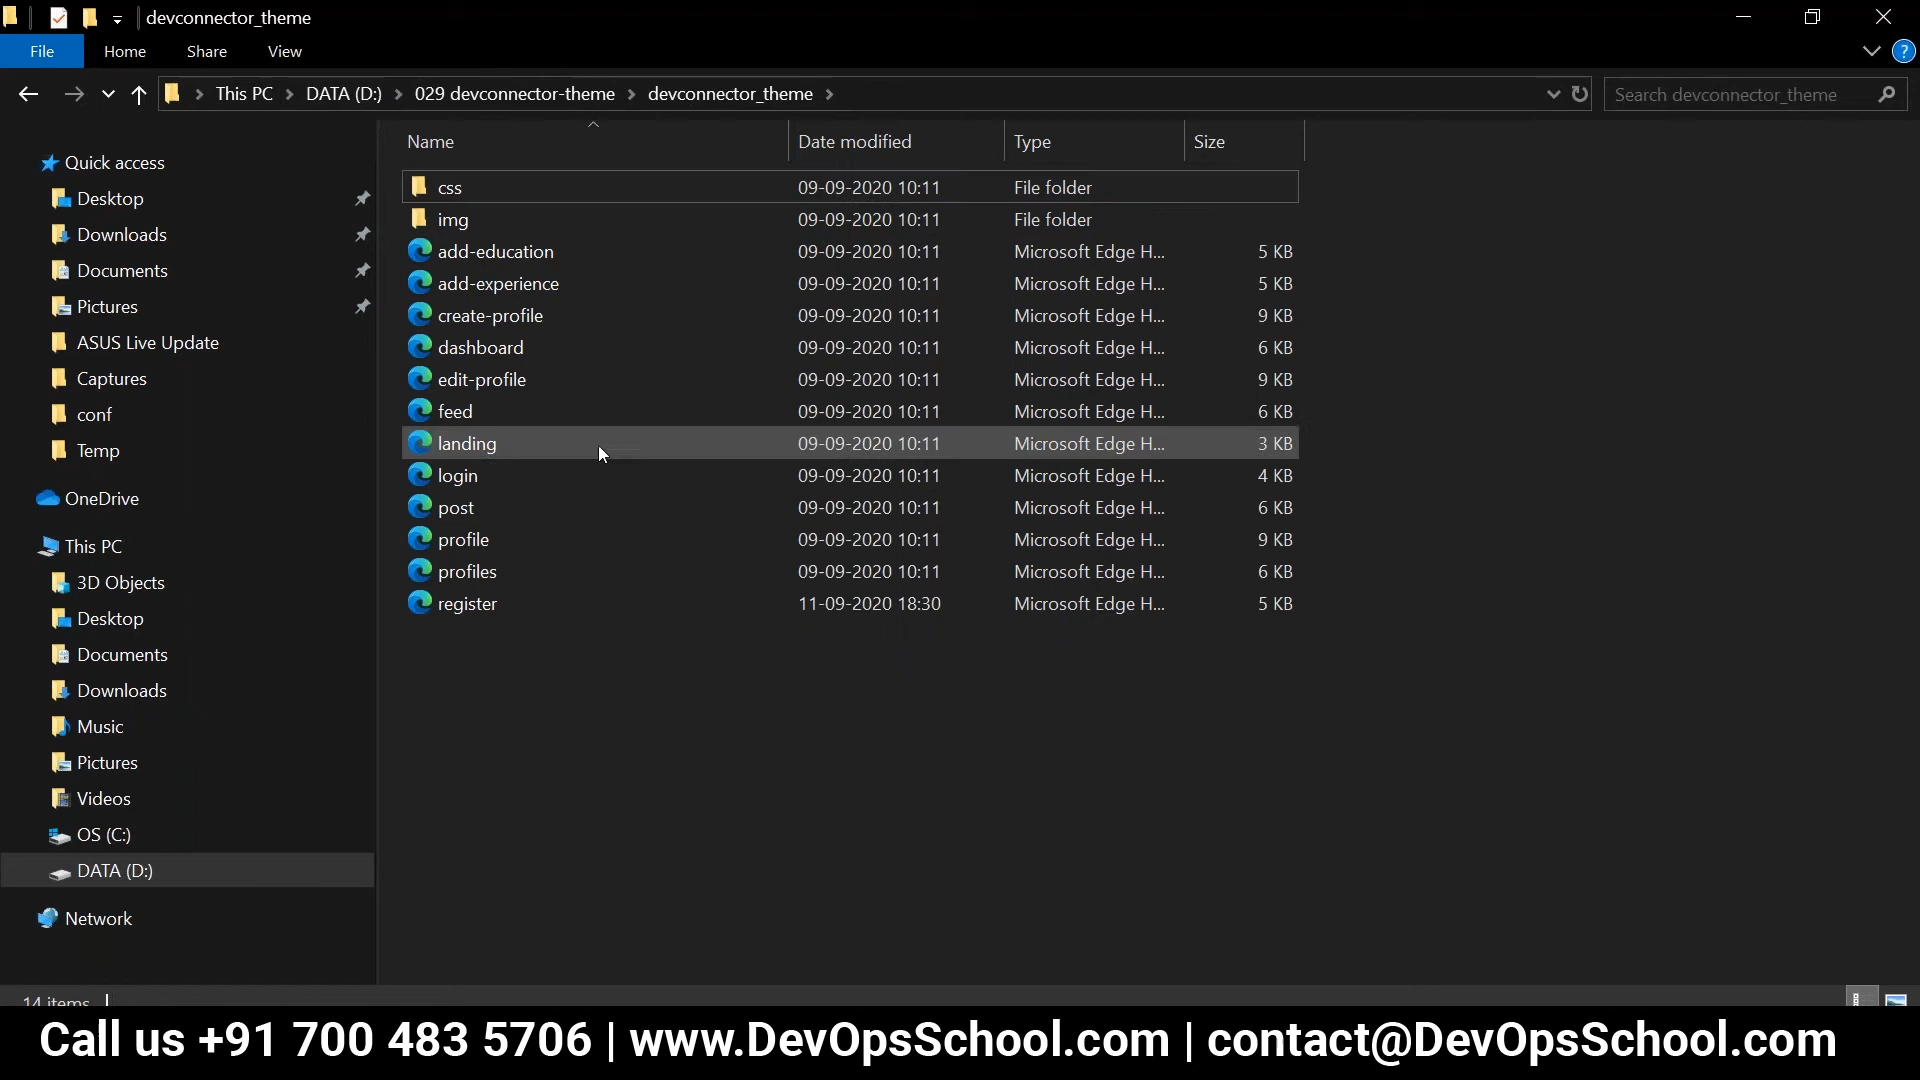 devconnector_theme
File Home Share View
This PC DATA (D:) 029 devconnector-theme devconnector_theme Search devconnector_theme
Name Date modified Type Size
Quick access
Desktop
Downloads
Documents
Pictures
ASUS Live Update
Captures
conf
Temp
OneDrive
This PC
3D Objects
Desktop
Documents
Downloads
Music
Pictures
Videos
OS (C:)
DATA (D:)
Network
css 09-09-2020 10:11 File folder
img 09-09-2020 10:11 File folder
add-education 09-09-2020 10:11 Microsoft Edge H... 5 KB
add-experience 09-09-2020 10:11 Microsoft Edge H... 5 KB
create-profile 09-09-2020 10:11 Microsoft Edge H... 9 KB
dashboard 09-09-2020 10:11 Microsoft Edge H... 6 KB
edit-profile 09-09-2020 10:11 Microsoft Edge H... 9 KB
feed 09-09-2020 10:11 Microsoft Edge H... 6 KB
landing 09-09-2020 10:11 Microsoft Edge H... 3 KB
login 09-09-2020 10:11 Microsoft Edge H... 4 KB
post 09-09-2020 10:11 Microsoft Edge H... 6 KB
profile 09-09-2020 10:11 Microsoft Edge H... 9 KB
profiles 09-09-2020 10:11 Microsoft Edge H... 6 KB
register 11-09-2020 18:30 Microsoft Edge H... 5 KB
14 items
Call us +91 700 483 5706 | www.DevOpsSchool.com | contact@DevOpsSchool.com